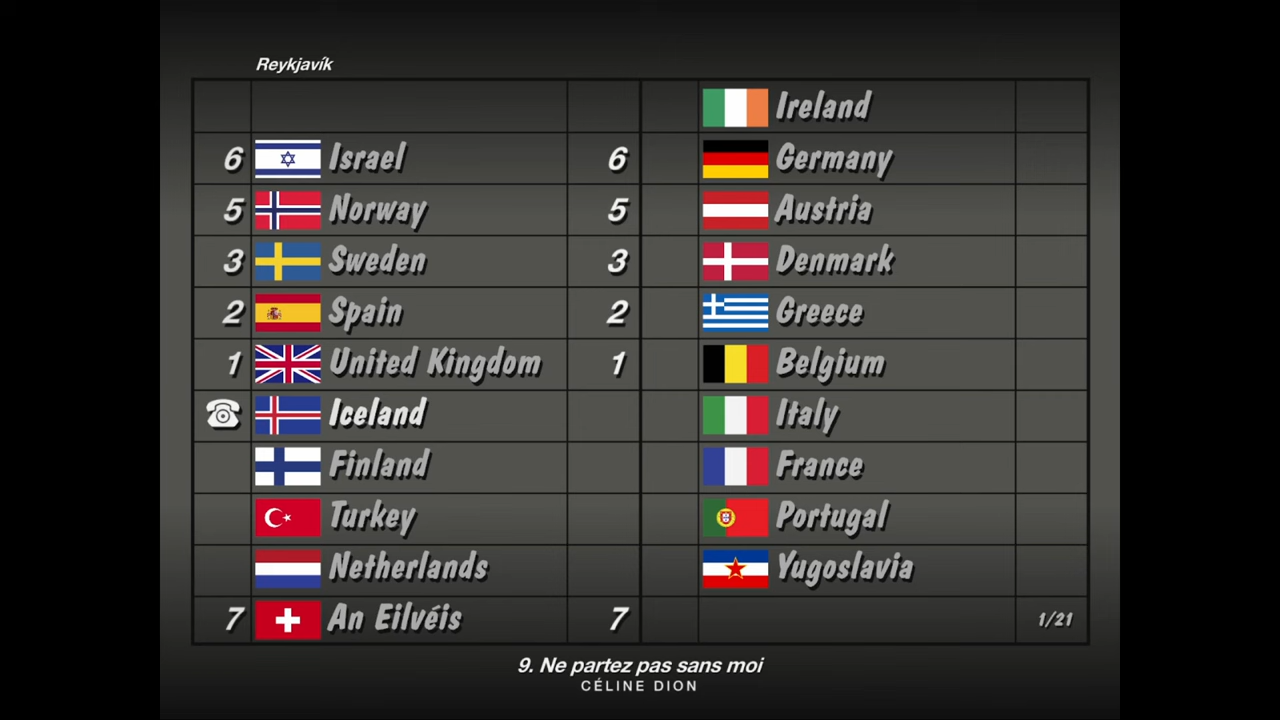 Reykjavík
Ireland
6 Israel 6 Germany
5 Norway 5 Austria
3 Sweden 3 Denmark
2 Spain 2 Greece
1 United Kingdom 1 Belgium
Iceland Italy
Finland France
Turkey Portugal
Netherlands Yugoslavia
7 An Eilvéis 7 1/21
9. Ne partez pas sans moi
CÉLINE DION